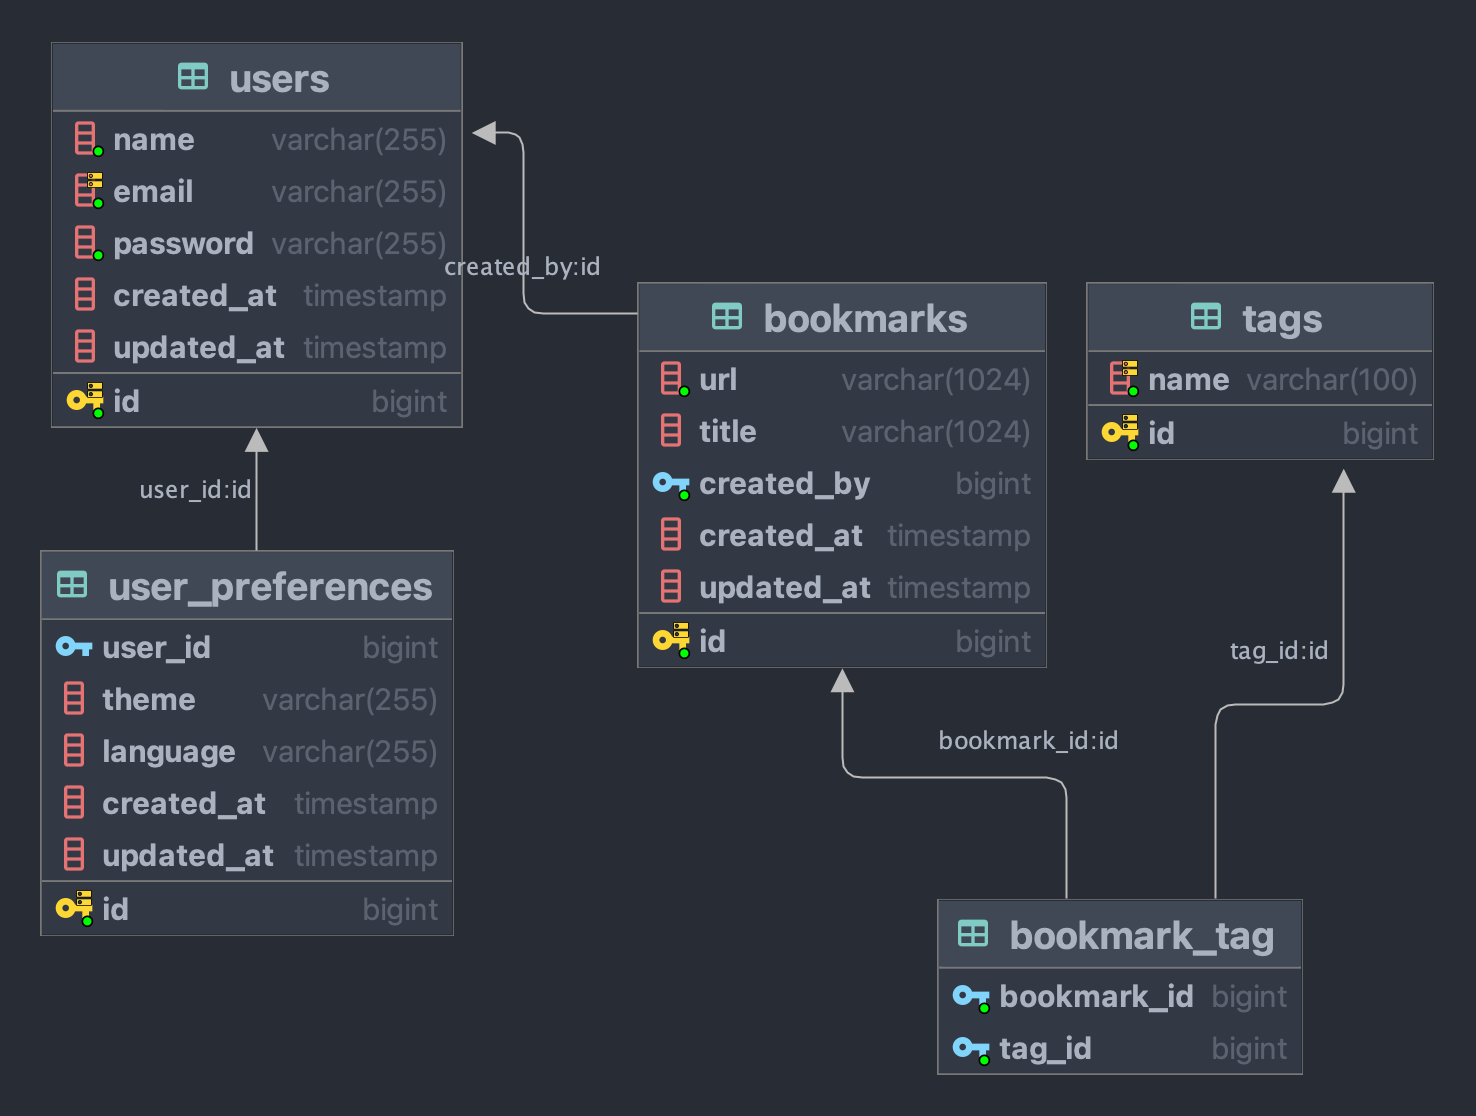 users
name varchar(255)
email varchar(255)
password varchar(255)
created_at timestamp
updated_at timestamp
id bigint
created_by:id
bookmarks
url varchar(1024)
title varchar(1024)
created_by bigint
created_at timestamp
updated_at timestamp
id bigint
tags
name varchar(100)
id bigint
user_id:id
user_preferences
user_id bigint
theme varchar(255)
language varchar(255)
created_at timestamp
updated_at timestamp
id bigint
tag_id:id
bookmark_id:id
bookmark_tag
bookmark_id bigint
tag_id bigint